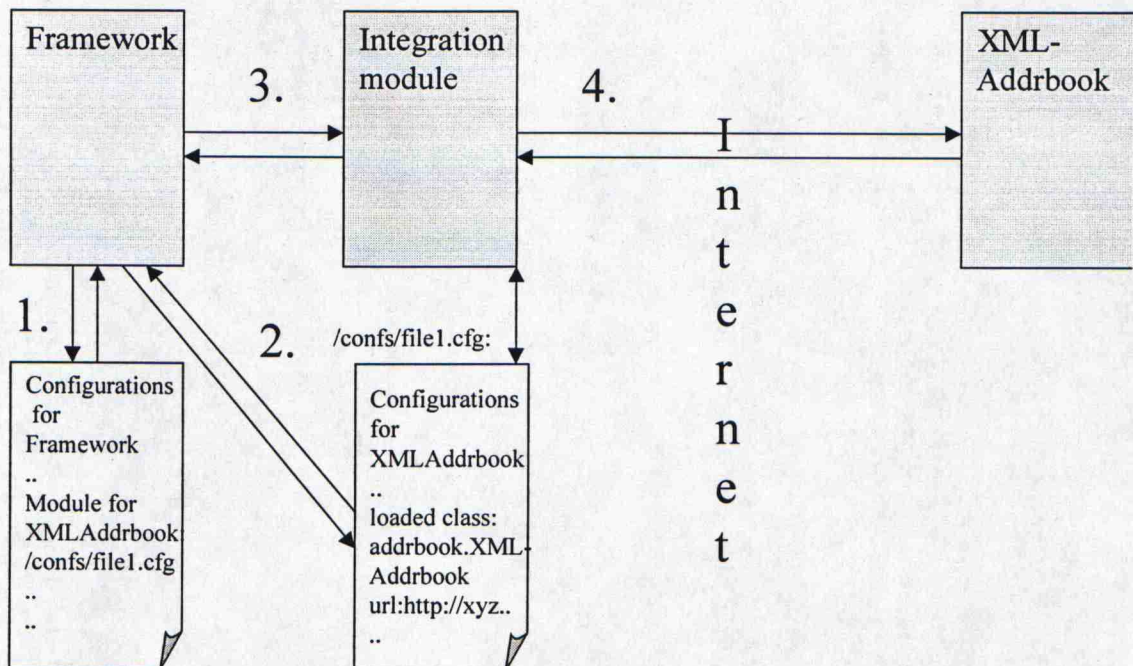 Framework
Integration
module
XML-
Addrbook
3.
4.
Internet
1.
2.
/confs/file1.cfg:
Configurations
for
Framework
..
Module for
XMLAddrbook:
/confs/file1.cfg
..
..
Configurations
for
XMLAddrbook
..
loaded class:
addrbook.XML-
Addrbook
url:http://xyz..
..